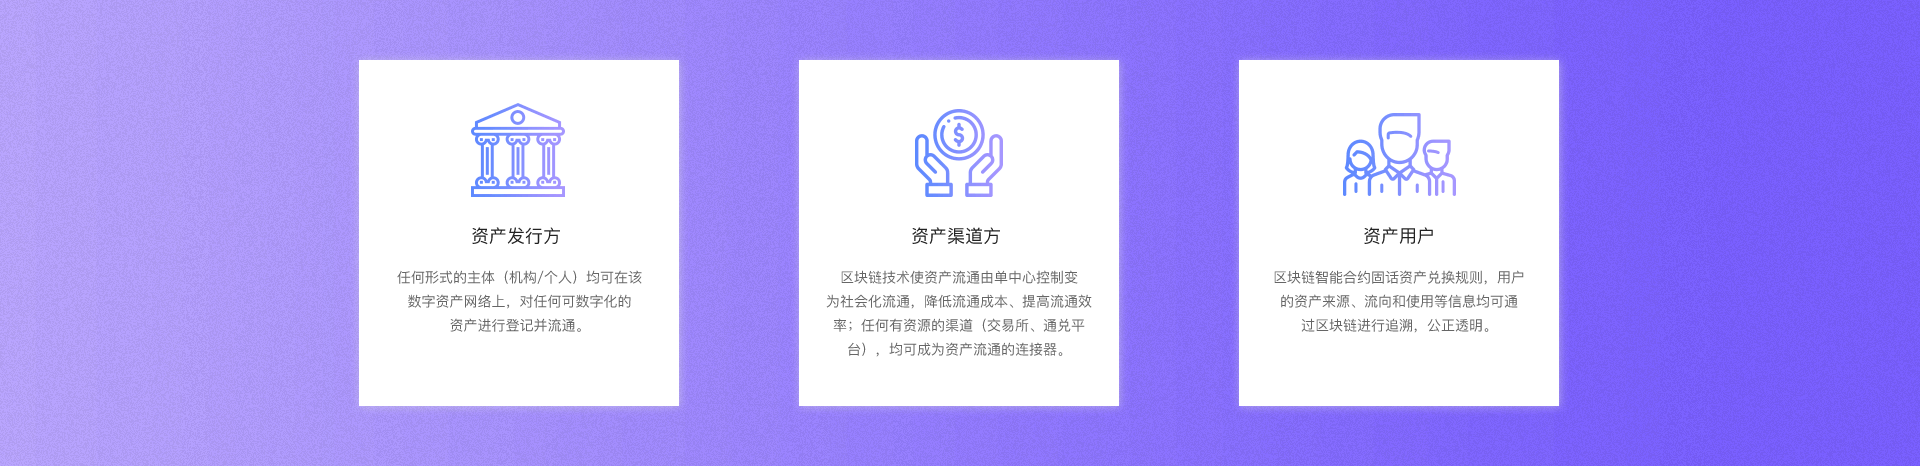 资产发行方
任何形式的主体（机构/个人）均可在该
数字资产网络上，对任何可数字化的
资产进行登记并流通。
资产渠道方
区块链技术使资产流通由单中心控制变
为社会化流通，降低流通成本、提高流通效
率；任何有资源的渠道（交易所、通兑平
台），均可成为资产流通的连接器。
资产用户
区块链智能合约固话资产兑换规则，用户
的资产来源、流向和使用等信息均可通
过区块链进行追溯，公正透明。